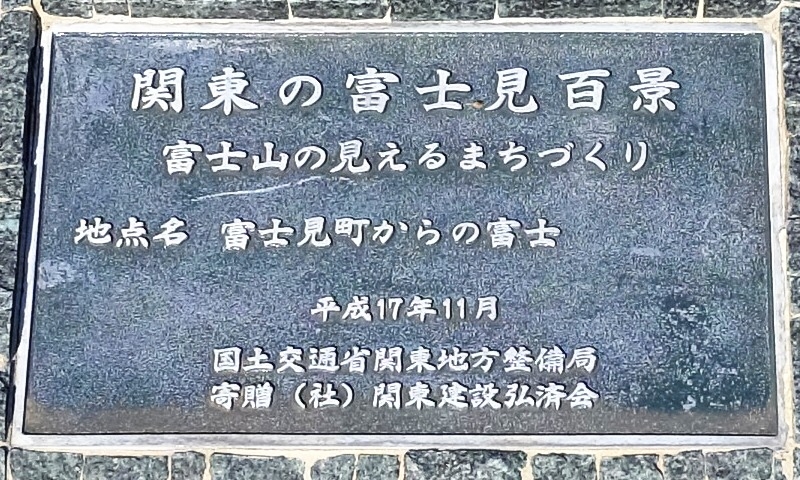 関東の富士見百景
富士山の見えるまちづくり
地点名 富士見町からの富士
平成17年11月
国土交通省関東地方整備局
寄贈（社）関東建設弘済会